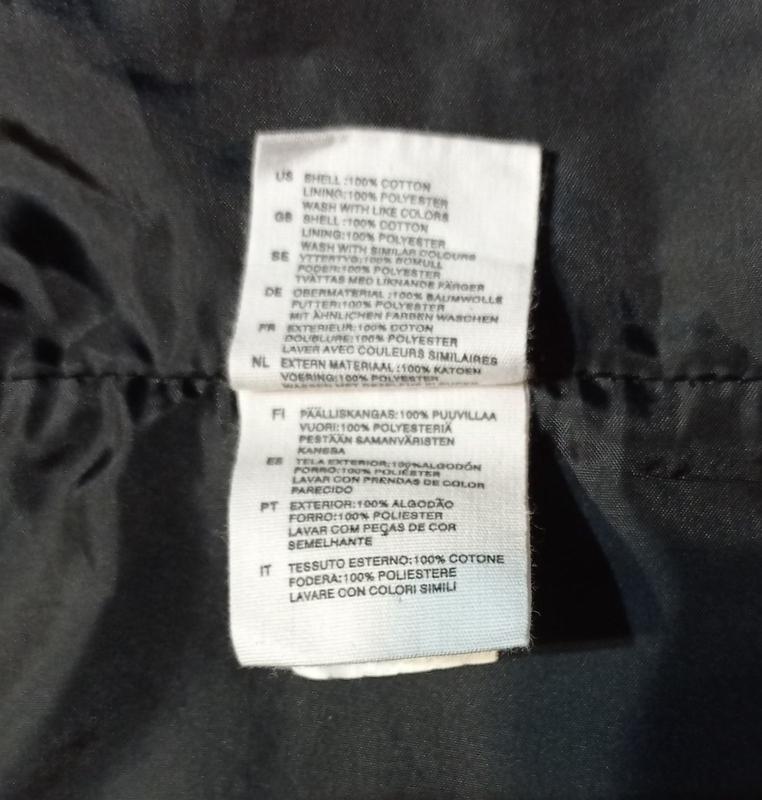 US SHELL:100% COTTON
LINING:100% POLYESTER
WASH WITH LIKE COLORS
GB SHELL:100% COTTON
LINING:100% POLYESTER
WASH WITH SIMILAR COLOURS
SE YTTERTYG:100% BOMULL
FODER:100% POLYESTER
TVÄTTAS MED LIKNANDE FÄRGER
DE OBERMATERIAL:100% BAUMWOLLE
FUTTER:100% POLYESTER
MIT ÄHNLICHEN FARBEN WASCHEN
FR EXTERIEUR:100% COTON
DOUBLURE:100% POLYESTER
LAVER AVEC COULEURS SIMILAIRES
NL EXTERN MATERIAAL:100% KATOEN
VOERING:100% POLYESTER
WASSEN MET
FI PÄÄLLISKANGAS:100% PUUVILLAA
VUORI:100% POLYESTERIÄ
PESTÄÄN SAMANVÄRISTEN
KANSSA
ES TELA EXTERIOR:100%ALGODÓN
FORRO:100% POLIÉSTER
LAVAR CON PRENDAS DE COLOR
PARECIDO
PT EXTERIOR:100% ALGODÃO
FORRO:100% POLIESTER
LAVAR COM PEÇAS DE COR
SEMELHANTE
IT TESSUTO ESTERNO:100% COTONE
FODERA:100% POLIESTERE
LAVARE CON COLORI SIMILI